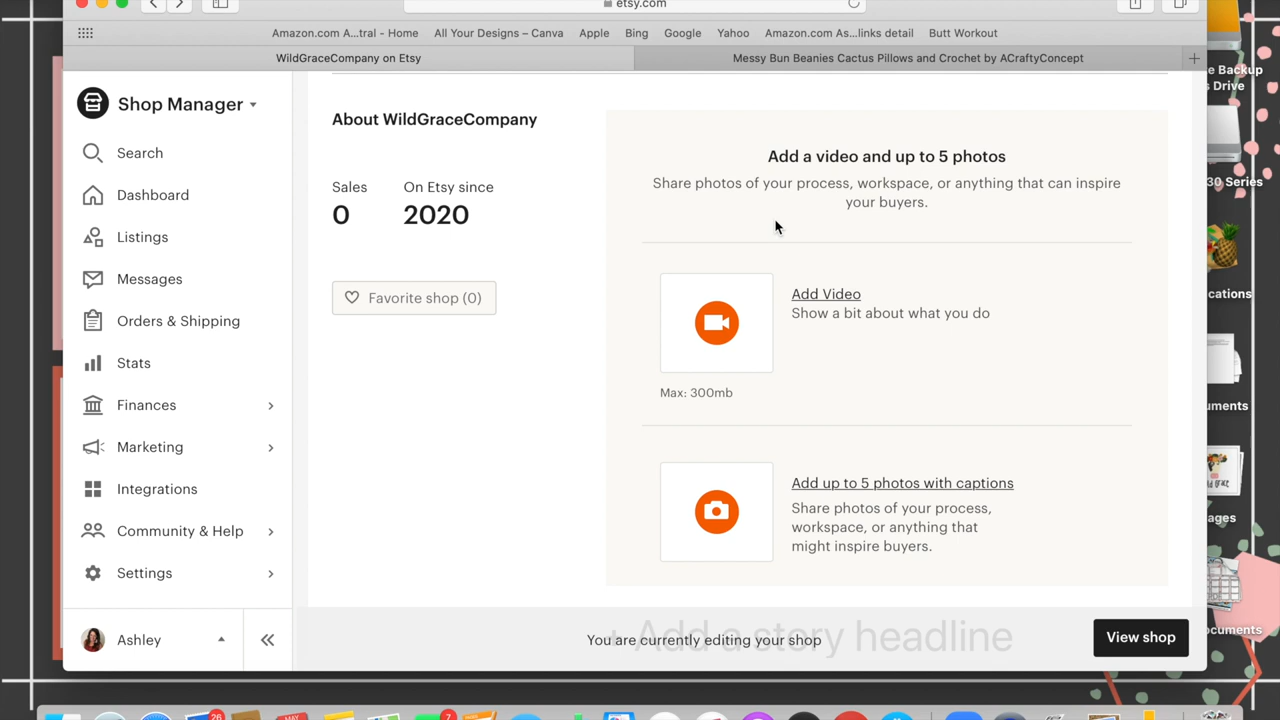 etsy.com
Amazon.com A...tral - Home All Your Designs – Canva Apple Bing Google Yahoo Amazon.com As...links detail Butt Workout
WildGraceCompany on Etsy
Messy Bun Beanies Cactus Pillows and Crochet by ACraftyConcept
Shop Manager
Search
Dashboard
Listings
Messages
Orders & Shipping
Stats
Finances
Marketing
Integrations
Community & Help
Settings
Ashley
About WildGraceCompany
Sales On Etsy since
0 2020
Favorite shop (0)
Add a video and up to 5 photos
Share photos of your process, workspace, or anything that can inspire
your buyers.
Add Video
Show a bit about what you do
Max: 300mb
Add up to 5 photos with captions
Share photos of your process,
workspace, or anything that
might inspire buyers.
Add a story headline
You are currently editing your shop
View shop
e Backup
s Drive
30 Series
cations
uments
ages
ocuments
26
MAY
7